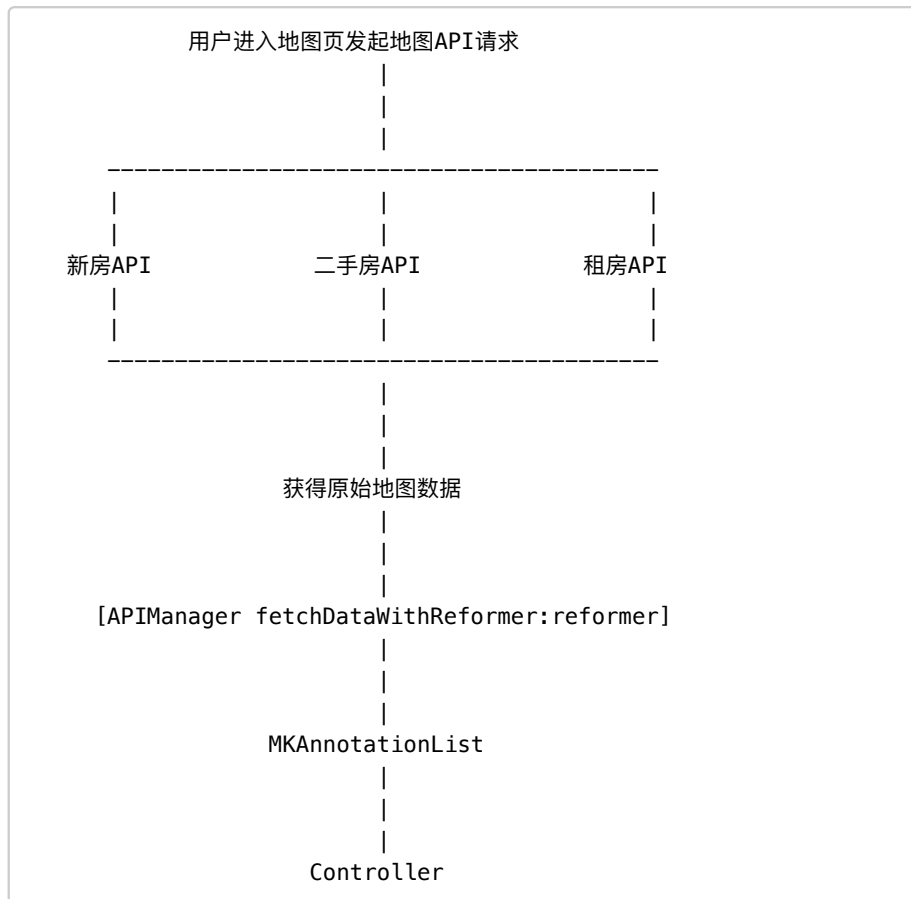 用户进入地图页发起地图API请求
新房API 二手房API 租房API
获得原始地图数据
[APIManager fetchDataWithReformer:reformer]
MKAnnotationList
Controller